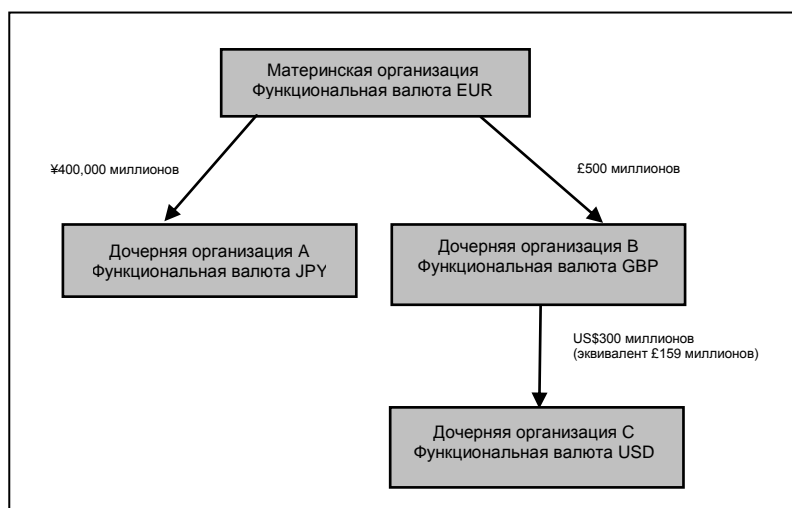 Материнская организация
Функциональная валюта EUR
¥400,000 миллионов
£500 миллионов
Дочерняя организация A
Функциональная валюта JPY
Дочерняя организация B
Функциональная валюта GBP
US$300 миллионов
(эквивалент £159 миллионов)
Дочерняя организация C
Функциональная валюта USD